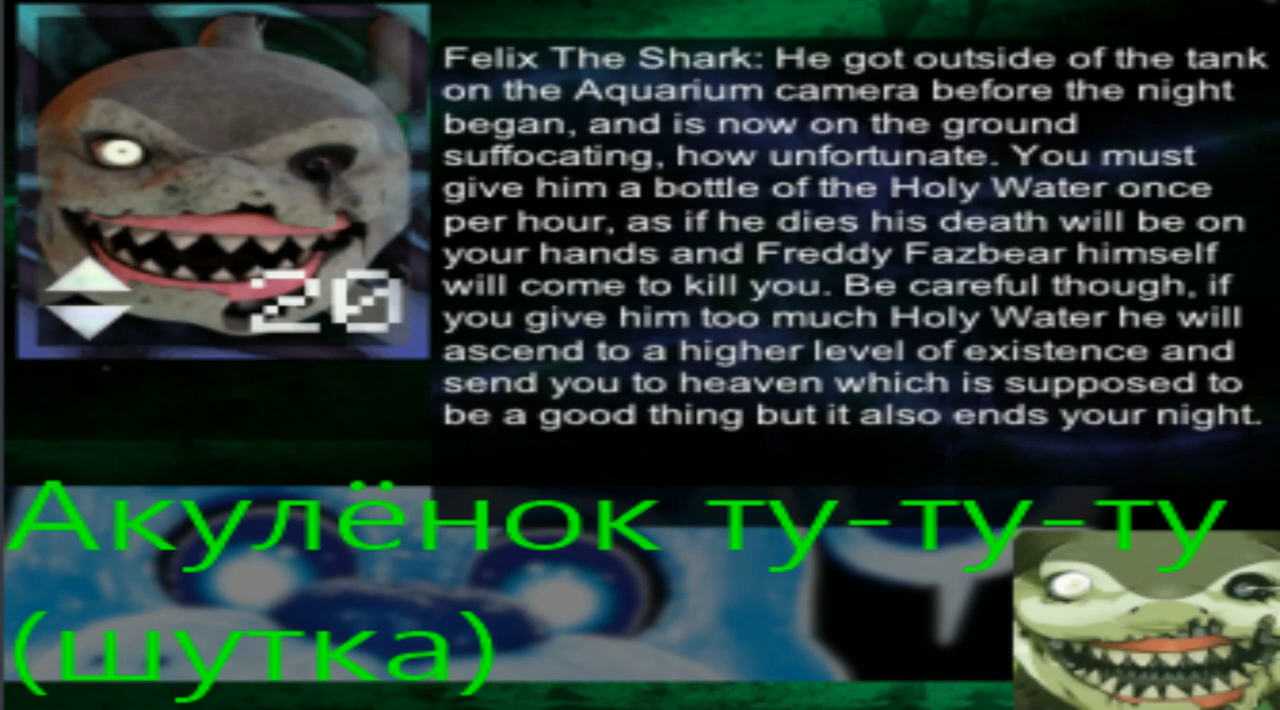 Felix The Shark: He got outside of the tank
on the Aquarium camera before the night
began, and is now on the ground
suffocating, how unfortunate. You must
give him a bottle of the Holy Water once
per hour, as if he dies his death will be on
your hands and Freddy Fazbear himself
will come to kill you. Be careful though, if
you give him too much Holy Water he will
ascend to a higher level of existence and
send you to heaven which is supposed to
be a good thing but it also ends your night.
20
Акулёнок ту-ту-ту
(шутка)